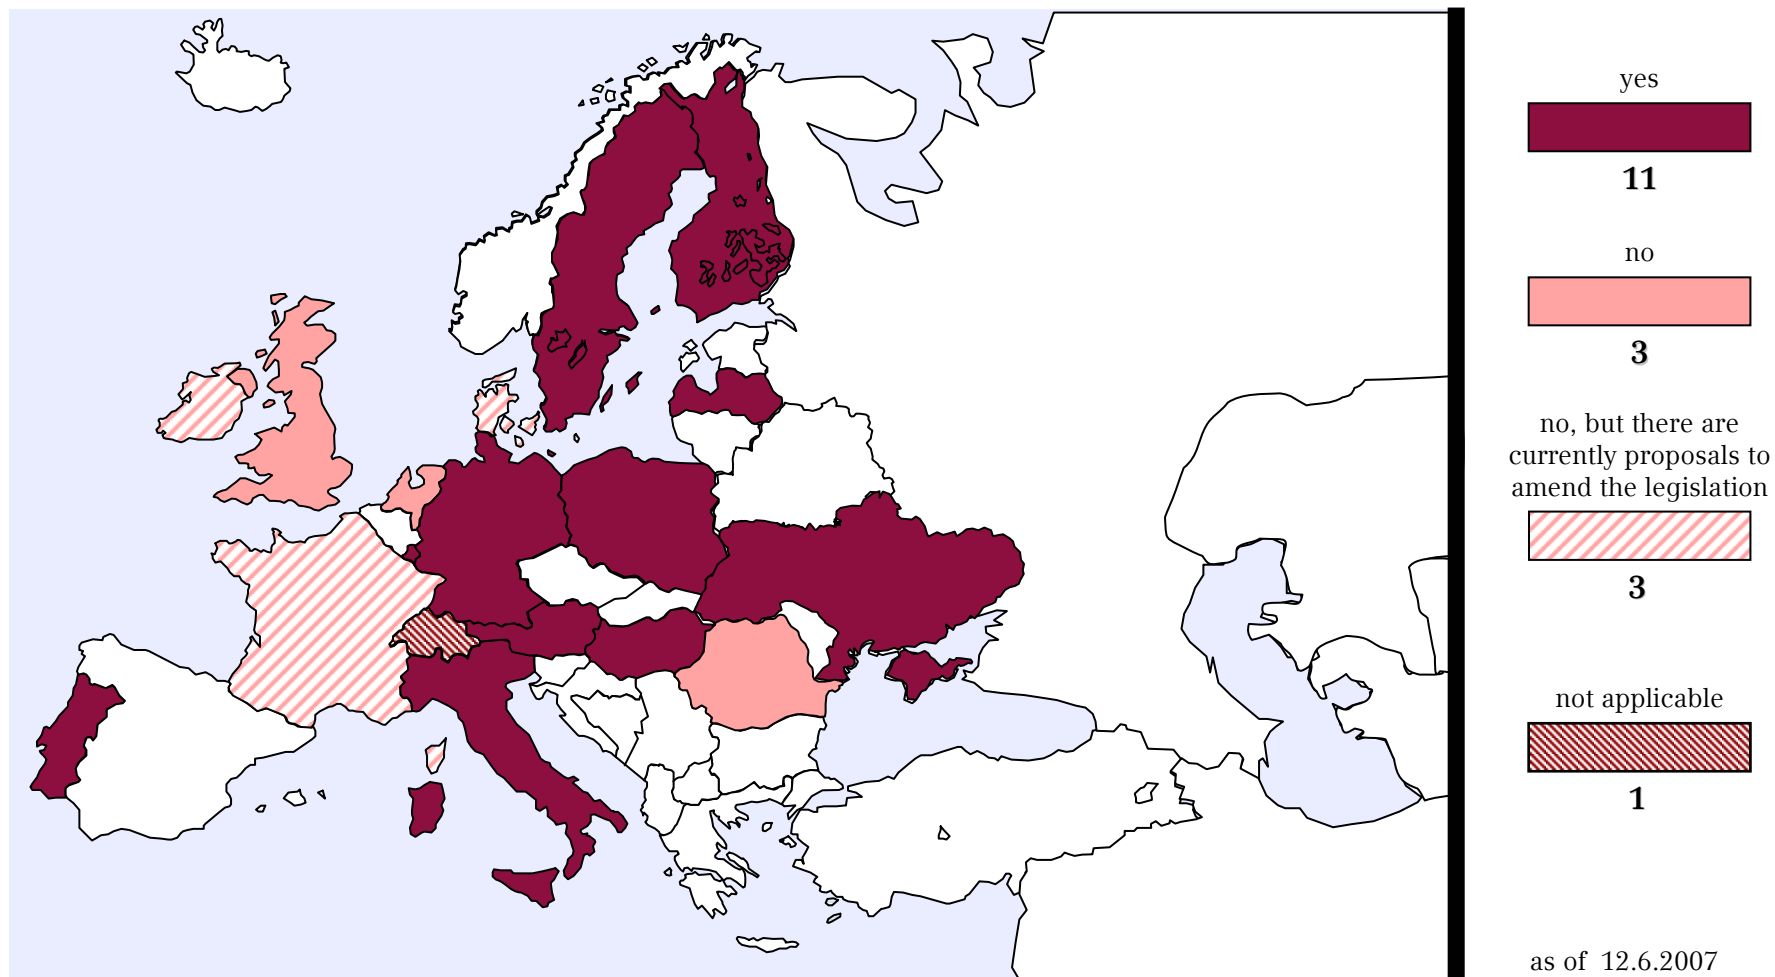 yes
11
no
3
no, but there are
currently proposals to
amend the legislation
3
not applicable
1
as of 12.6.2007